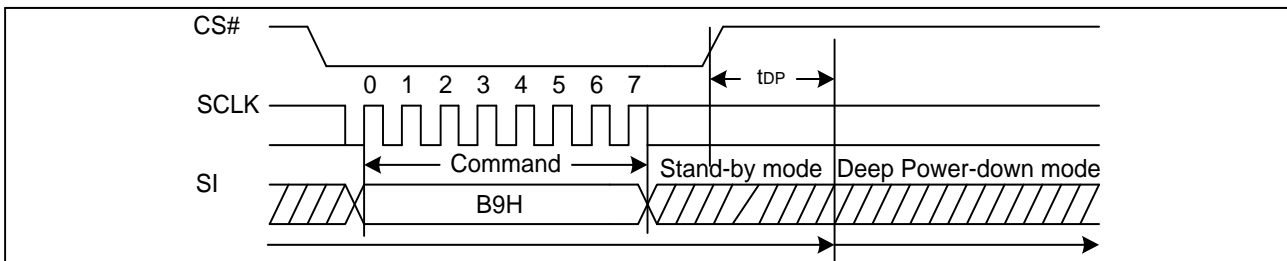 CS#
tDP
0 1 2 3 4 5 6 7
SCLK
Command
Stand-by mode Deep Power-down mode
SI
B9H